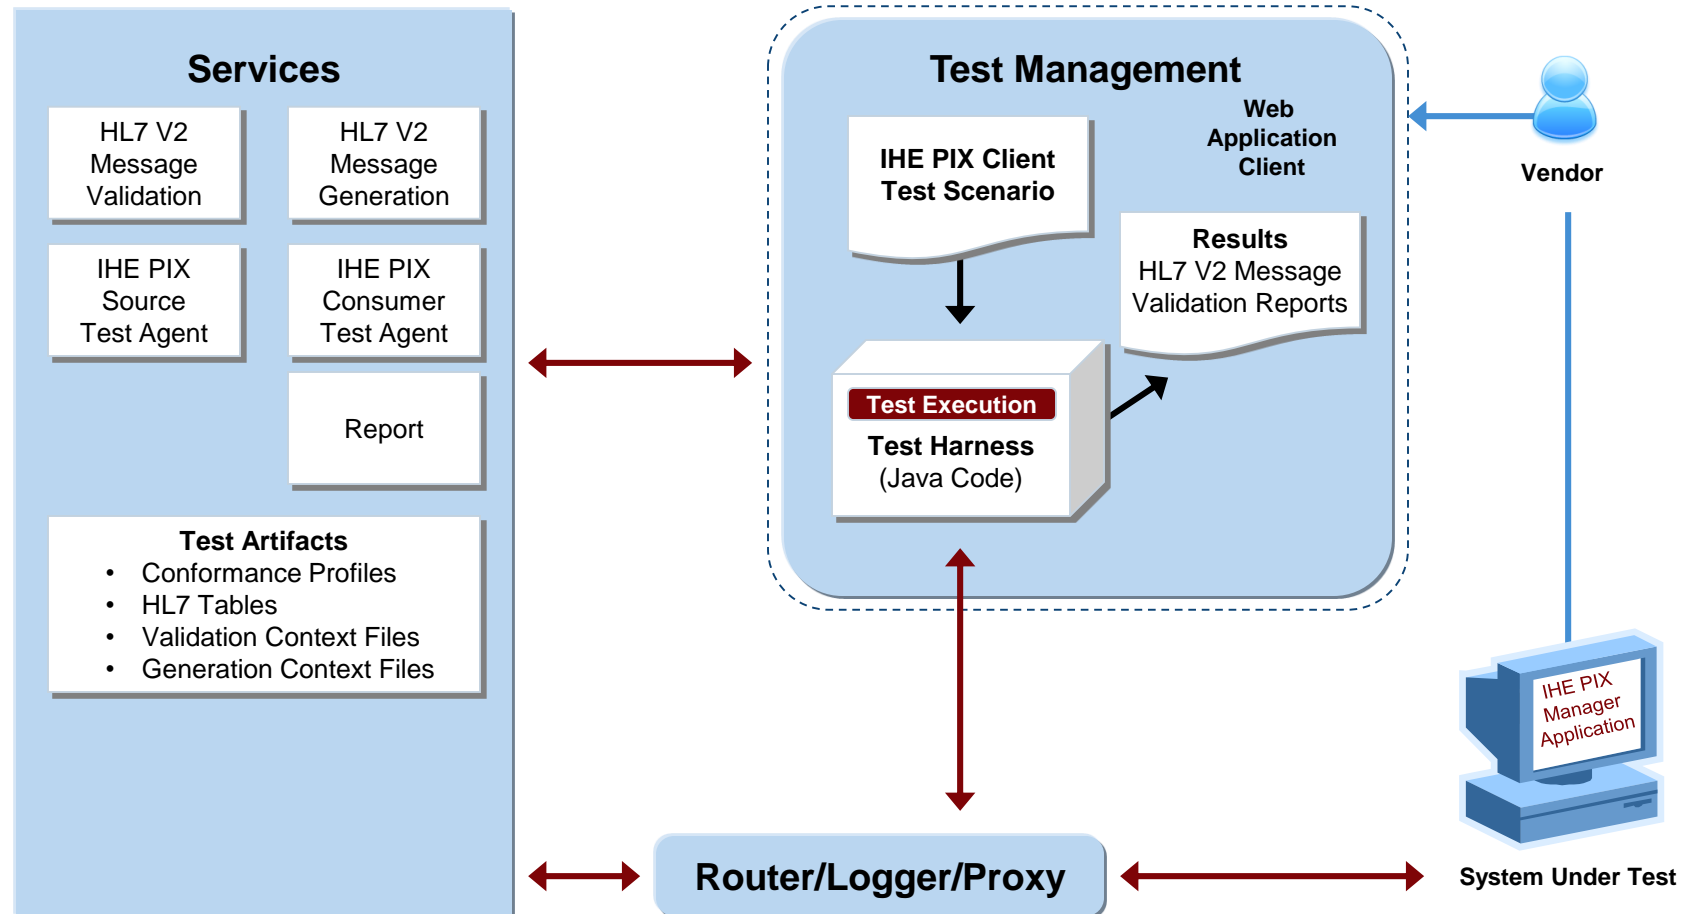 Services
HL7 V2
Message
Validation
HL7 V2
Message
Generation
IHE PIX
Source
Test Agent
IHE PIX
Consumer
Test Agent
Report
Test Artifacts
• Conformance Profiles
• HL7 Tables
• Validation Context Files
• Generation Context Files
Test Management
Web
Application
Client
IHE PIX Client
Test Scenario
Results
HL7 V2 Message
Validation Reports
Test Execution
Test Harness
(Java Code)
Router/Logger/Proxy
Vendor
IHE PIX
Manager
Application
System Under Test